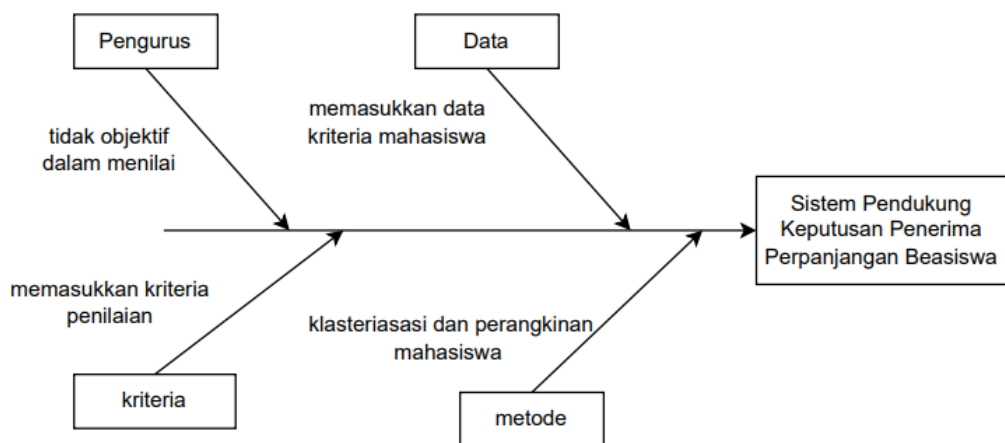 Pengurus
Data
tidak objektif
dalam menilai
memasukkan data
kriteria mahasiswa
Sistem Pendukung
Keputusan Penerima
Perpanjangan Beasiswa
memasukkan kriteria
penilaian
klasteriasasi dan perangkinan
mahasiswa
kriteria
metode